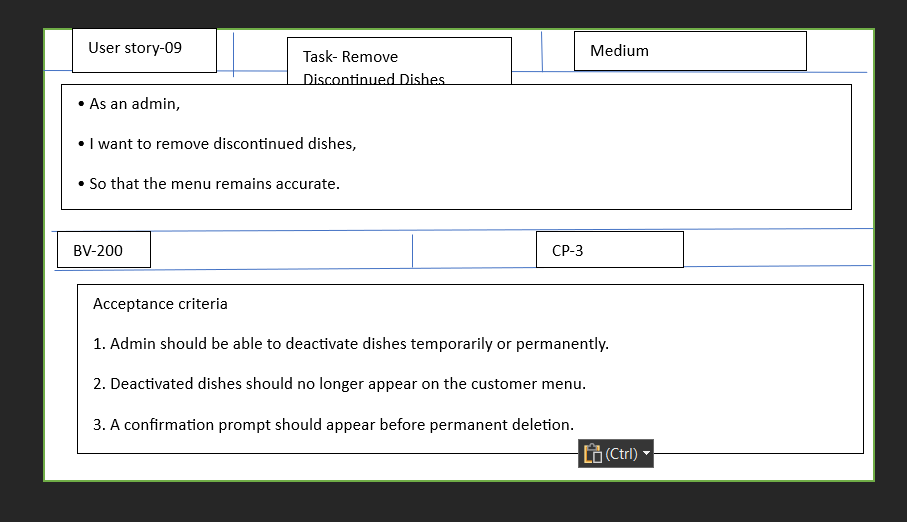 User story-09
Task- Remove
Discontinued Dishes
Medium
• As an admin,
• I want to remove discontinued dishes,
• So that the menu remains accurate.
BV-200
CP-3
Acceptance criteria
1. Admin should be able to deactivate dishes temporarily or permanently.
2. Deactivated dishes should no longer appear on the customer menu.
3. A confirmation prompt should appear before permanent deletion.
(Ctrl)